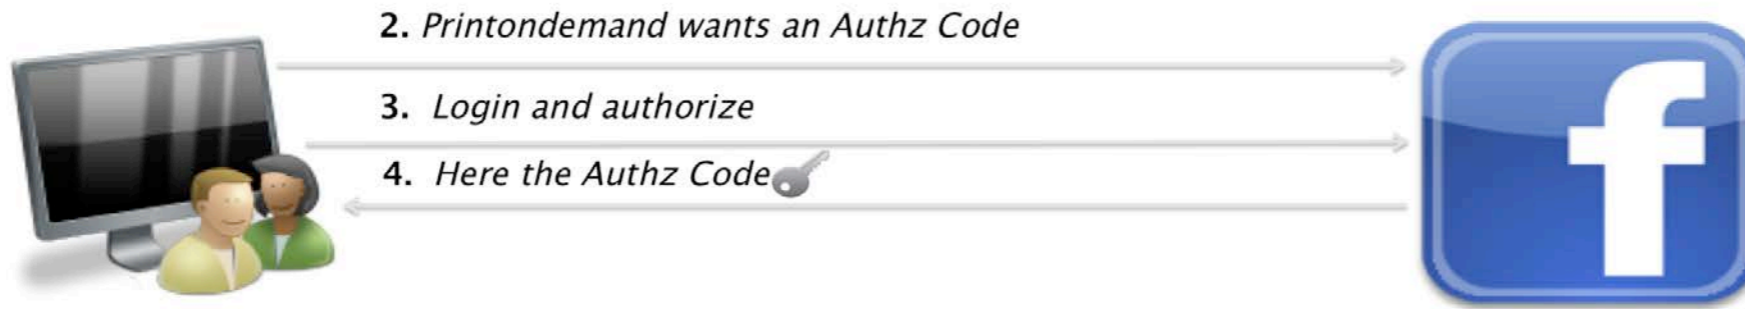 2. Printondemand wants an Authz Code
3. Login and authorize
4. Here the Authz Code
f